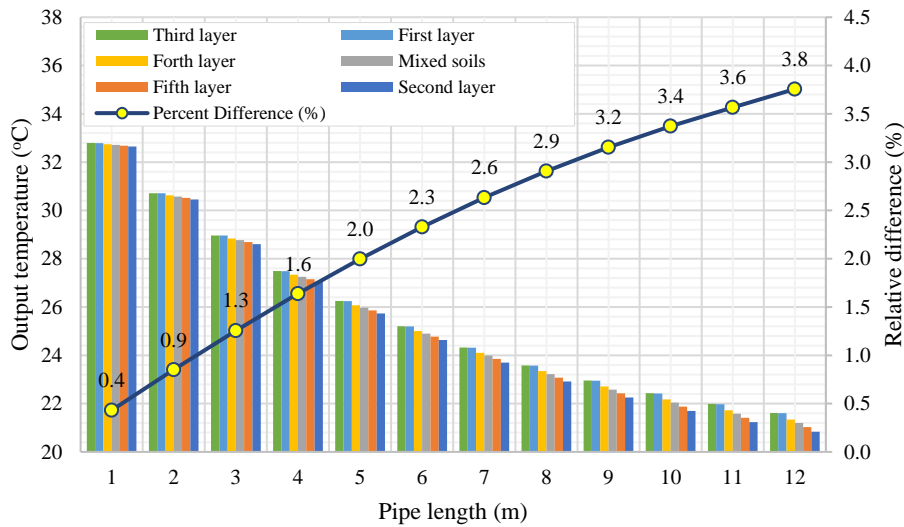 38
36
34
32
30
28
26
24
22
20
Output temperature (°C)
Third layer
First layer
Forth layer
Mixed soils
Fifth layer
Second layer
Percent Difference (%)
0.4
0.9
1.3
1.6
2.0
2.3
2.6
2.9
3.2
3.4
3.6
3.8
4.5
4.0
3.5
3.0
2.5
2.0
1.5
1.0
0.5
0.0
Relative difference (%)
1 2 3 4 5 6 7 8 9 10 11 12
Pipe length (m)